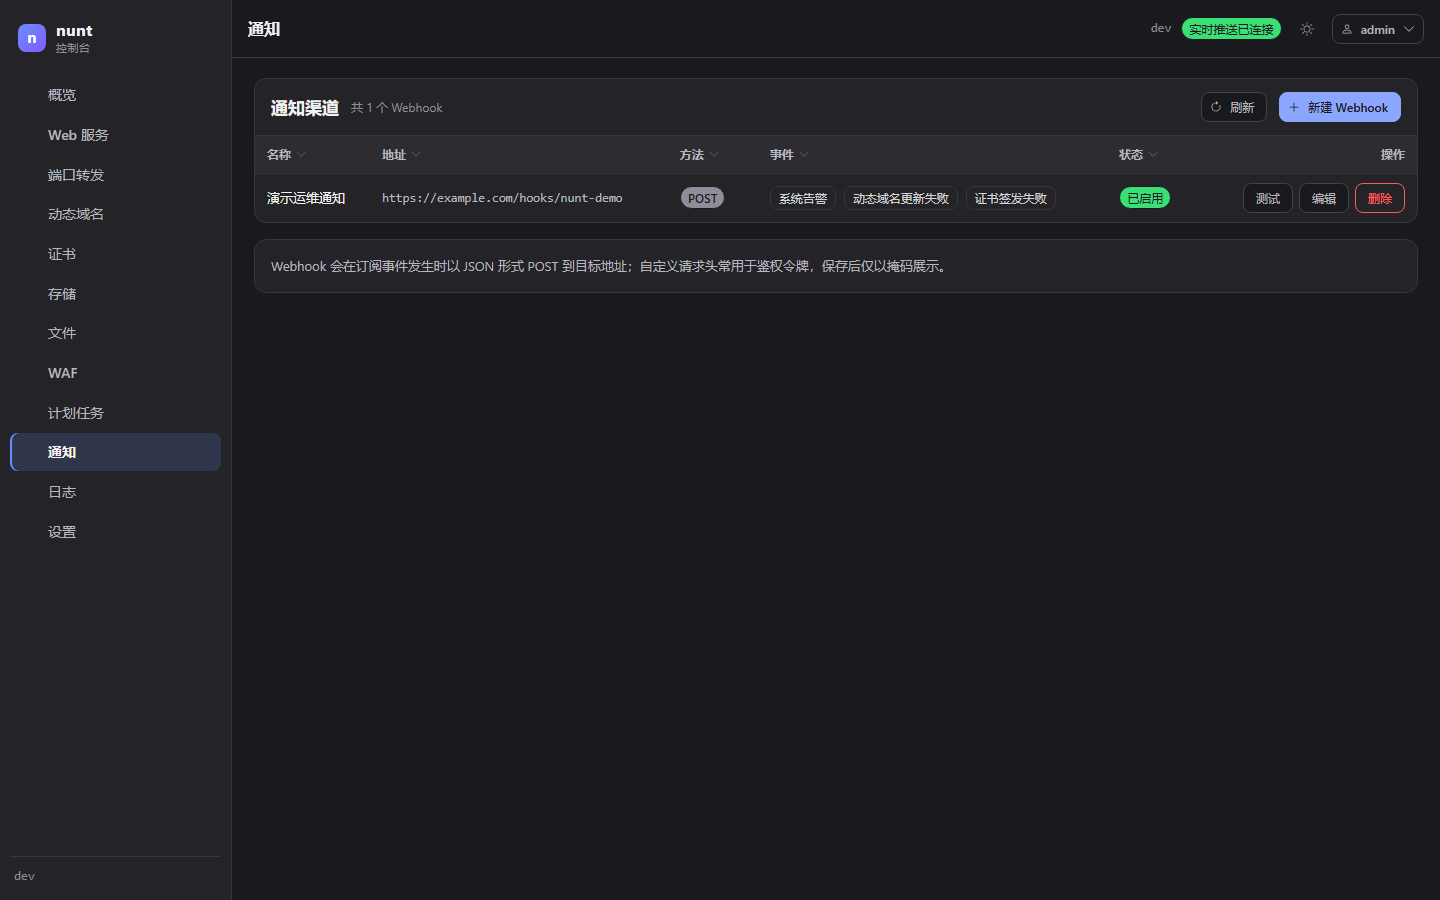 n
nunt
控制台
概览
Web 服务
端口转发
动态域名
证书
存储
文件
WAF
计划任务
通知
日志
设置
dev
通知
dev 实时推送已连接 admin
通知渠道 共 1 个 Webhook 刷新 新建 Webhook
名称 地址 方法 事件 状态 操作
演示运维通知 https://example.com/hooks/nunt-demo POST 系统告警 动态域名更新失败 证书签发失败 已启用 测试 编辑 删除
Webhook 会在订阅事件发生时以 JSON 形式 POST 到目标地址；自定义请求头常用于鉴权令牌，保存后仅以掩码展示。